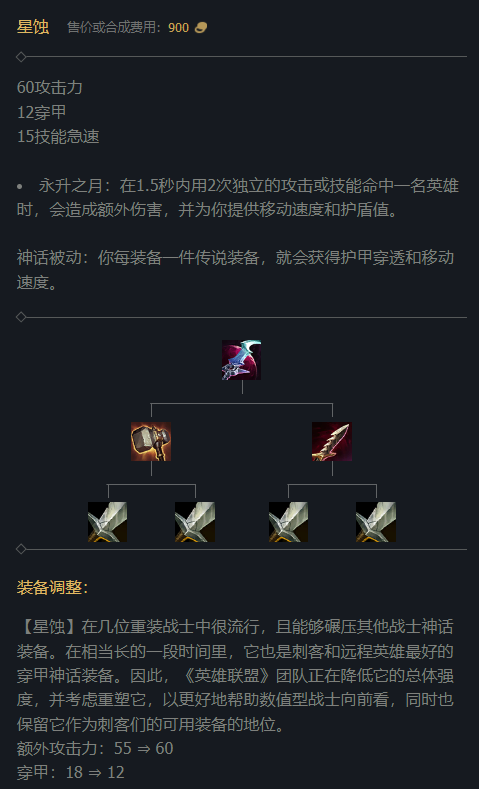 星蚀 售价或合成费用：900
60攻击力
12穿甲
15技能急速
• 永升之月：在1.5秒内用2次独立的攻击或技能命中一名英雄
时，会造成额外伤害，并为你提供移动速度和护盾值。
神话被动：你每装备一件传说装备，就会获得护甲穿透和移动
速度。
装备调整：
【星蚀】在几位重装战士中很流行，且能够碾压其他战士神话
装备。在相当长的一段时间里，它也是刺客和远程英雄最好的
穿甲神话装备。因此，《英雄联盟》团队正在降低它的总体强
度，并考虑重塑它，以更好地帮助数值型战士向前看，同时也
保留它作为刺客们的可用装备的地位。
额外攻击力：55 ⇒ 60
穿甲：18 ⇒ 12